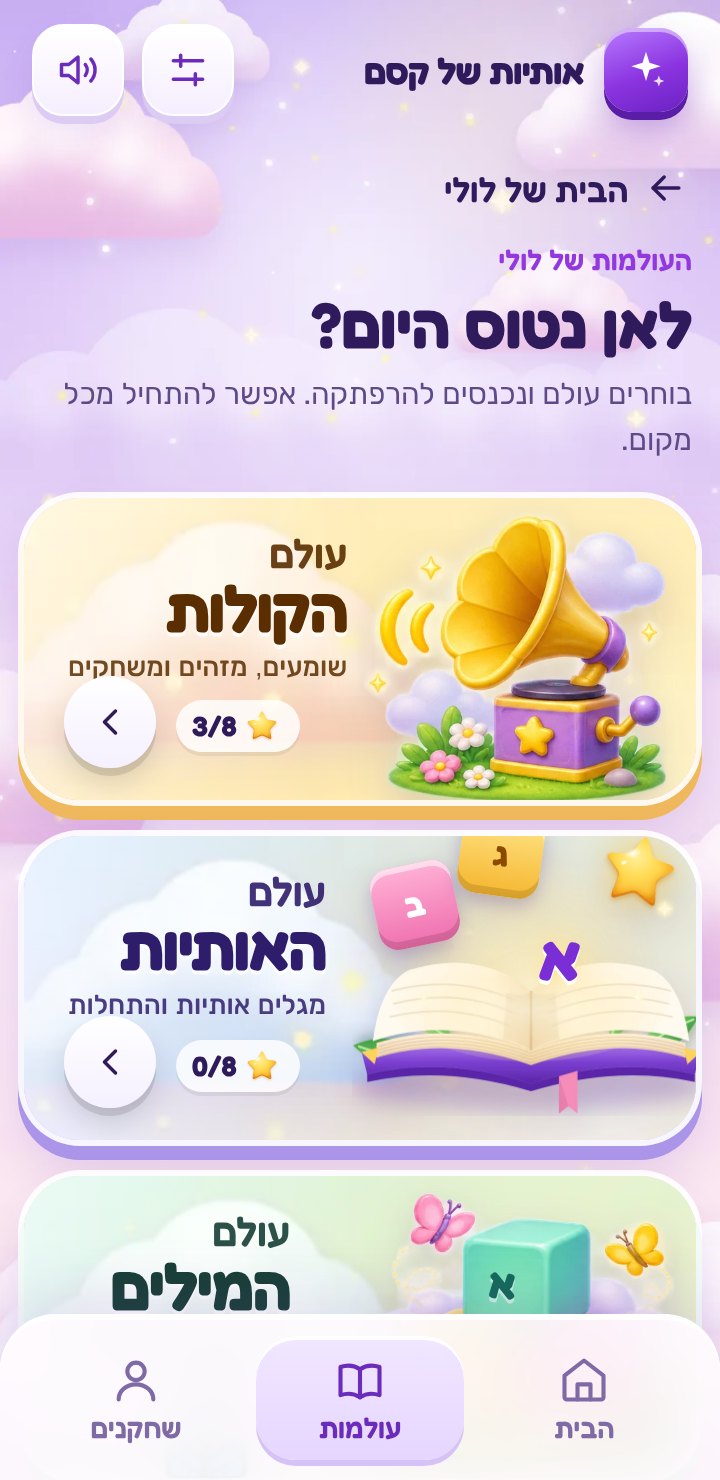 אותיות של קסם
הבית של לולי
העולמות של לולי
לאן נטוס היום?
בוחרים עולם ונכנסים להרפתקה. אפשר להתחיל מכל
מקום.
עולם
הקולות
שומעים, מזהים ומשחקים
3/8
ג
ב
א
עולם
האותיות
מגלים אותיות והתחלות
0/8
א
עולם
המילים
הבית
עולמות
שחקנים